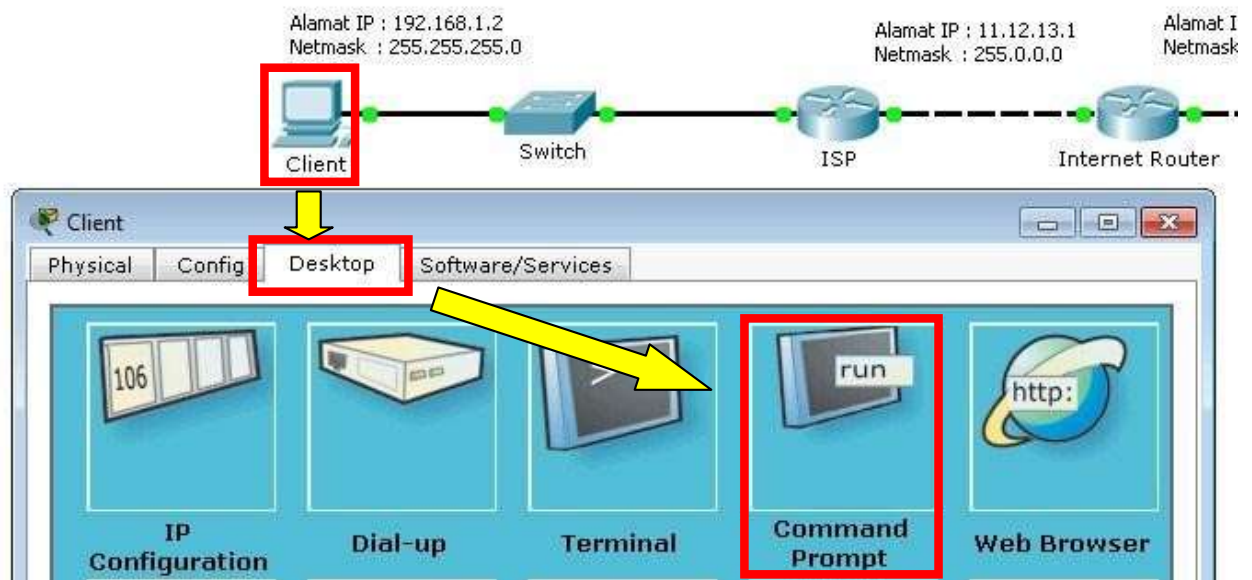 Alamat IP : 192.168.1.2
Netmask : 255.255.255.0
Alamat IP : 11.12.13.1
Netmask : 255.0.0.0
Alamat I
Netmask
Client
Switch
ISP
Internet Router
Client
Physical
Config
Desktop
Software/Services
106
run
http:
IP
Configuration
Dial-up
Terminal
Command
Prompt
Web Browser